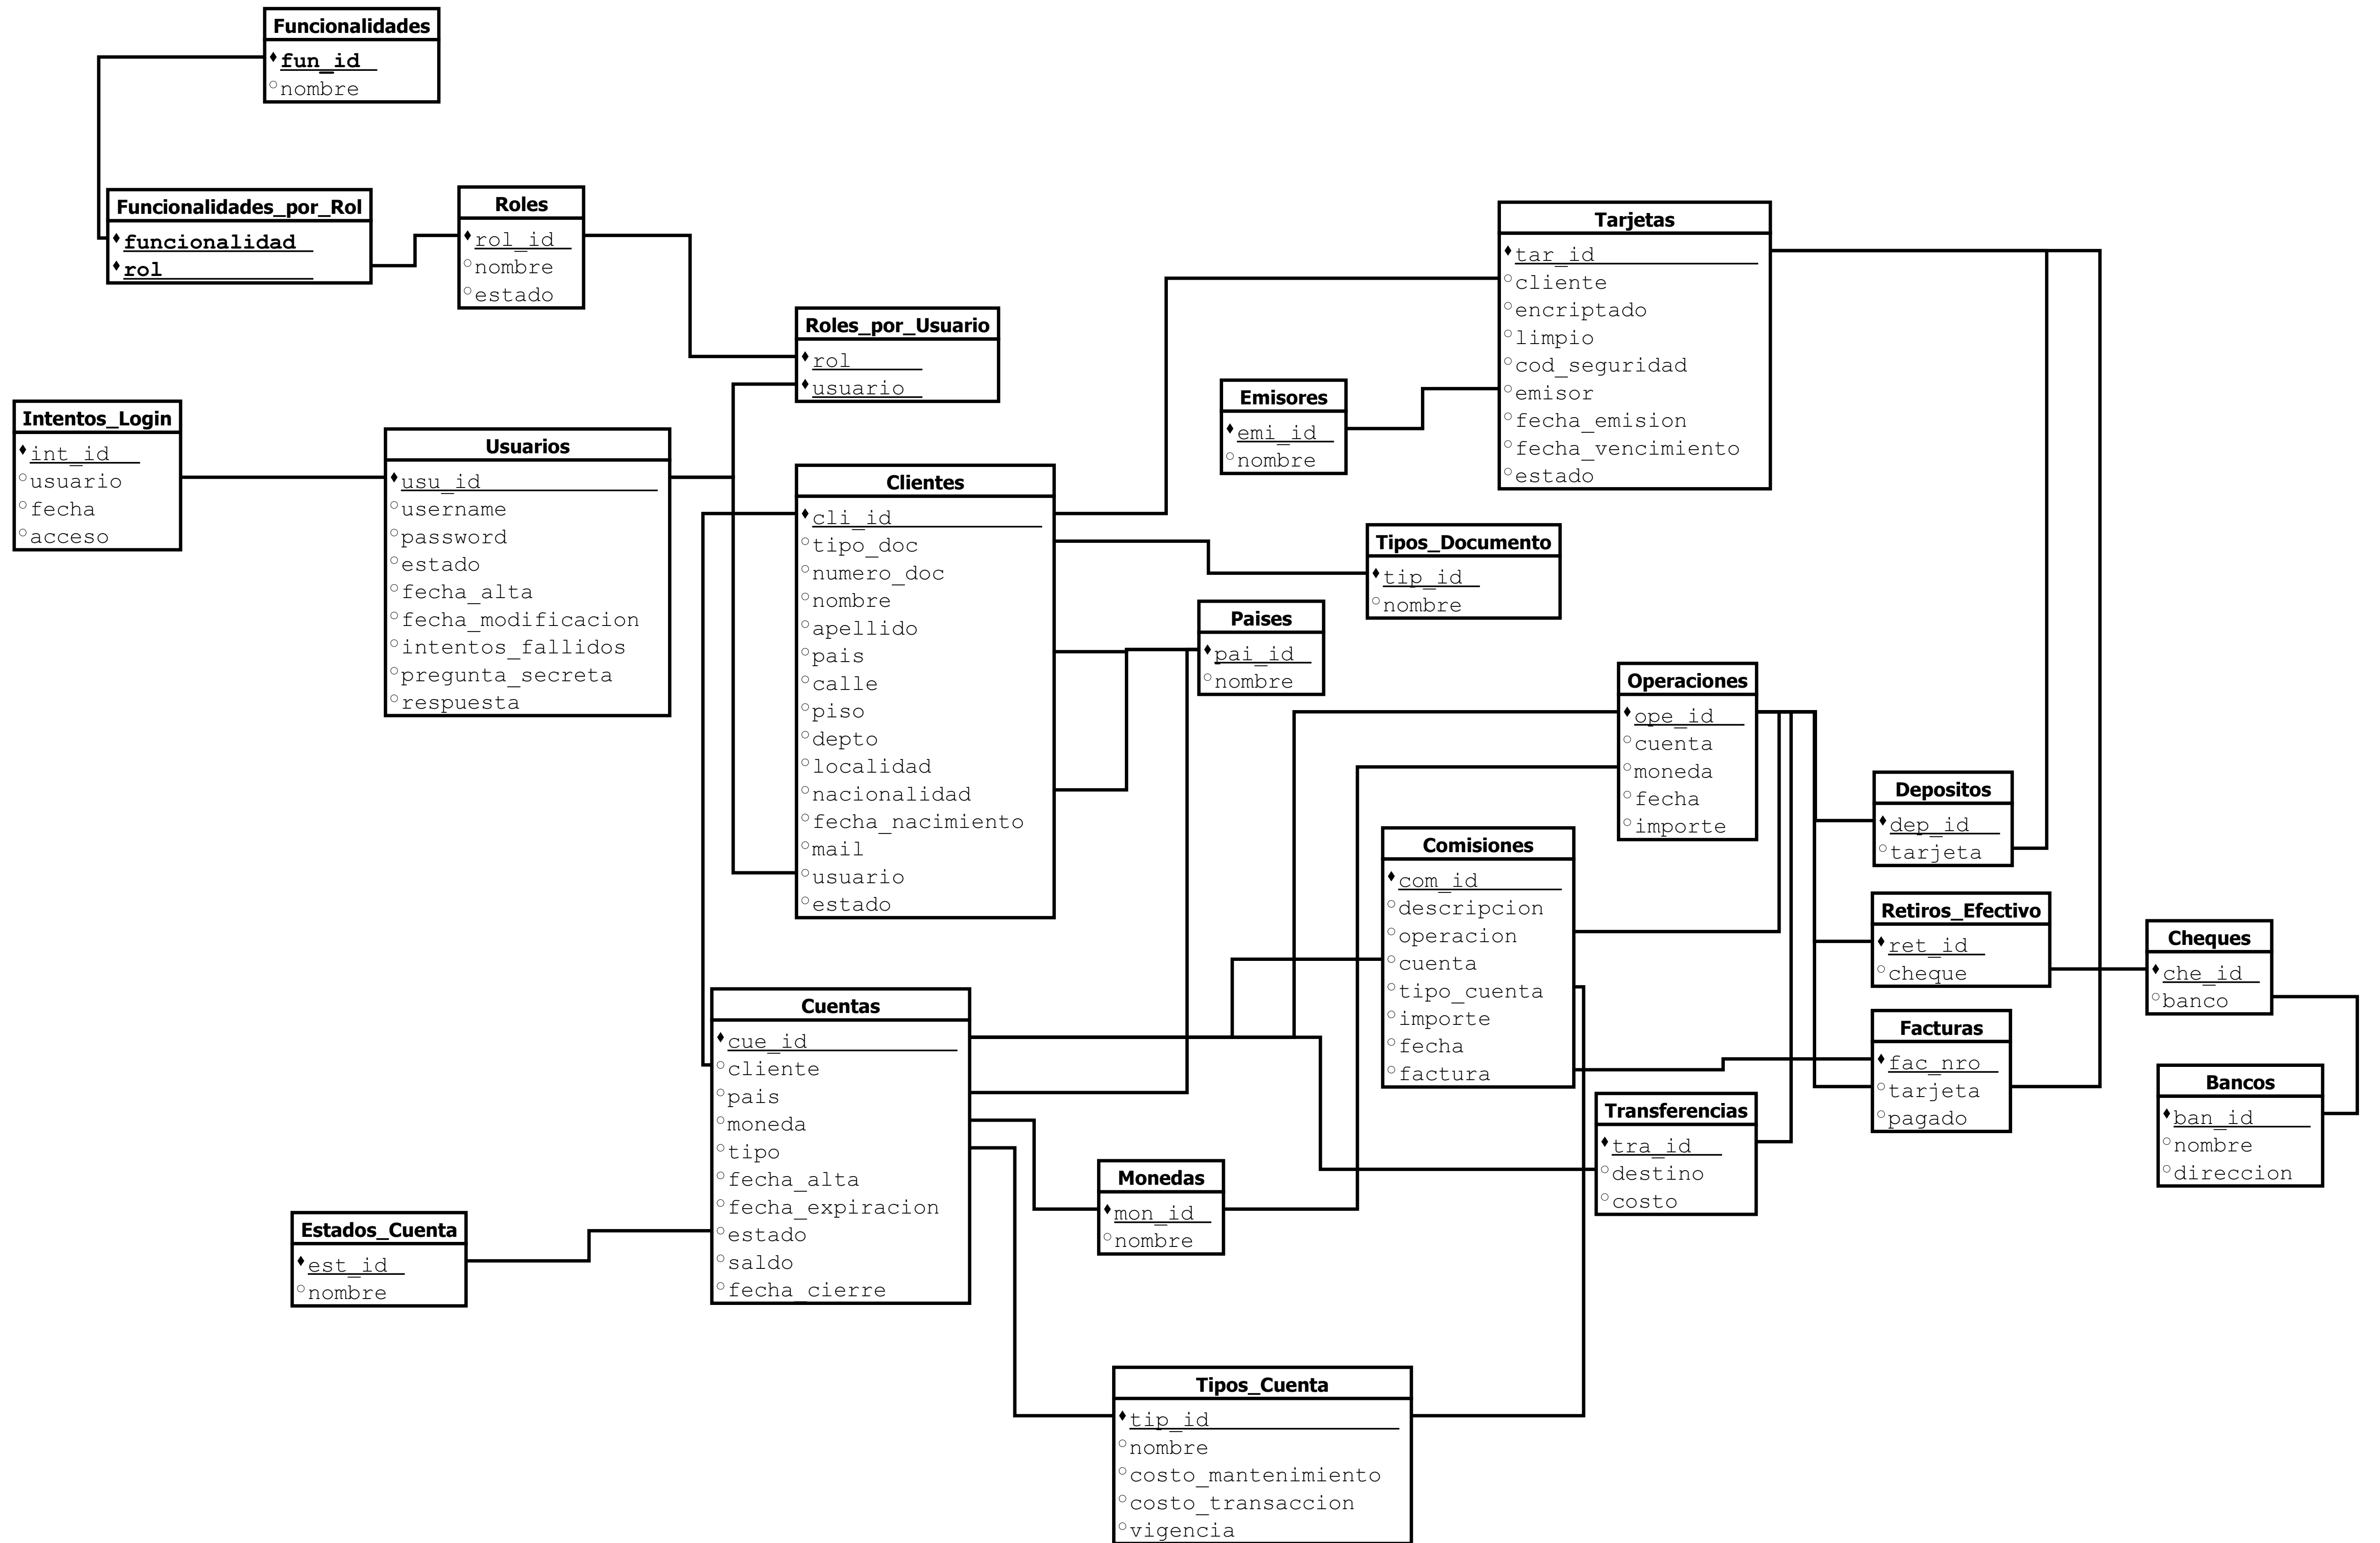 Funcionalidades
fun_id
nombre
Funcionalidades_por_Rol
funcionalidad
rol
Roles
rol_id
nombre
estado
Roles_por_Usuario
rol
usuario
Tarjetas
tar_id
cliente
encriptado
limpio
cod_seguridad
emisor
fecha_emision
fecha_vencimiento
estado
Emisores
emi_id
nombre
Intentos_Login
int_id
usuario
fecha
acceso
Usuarios
usu_id
username
password
estado
fecha_alta
fecha_modificacion
intentos_fallidos
pregunta_secreta
respuesta
Clientes
cli_id
tipo_doc
numero_doc
nombre
apellido
pais
calle
piso
depto
localidad
nacionalidad
fecha_nacimiento
mail
usuario
estado
Tipos_Documento
tip_id
nombre
Paises
pai_id
nombre
Operaciones
ope_id
cuenta
moneda
fecha
importe
Depositos
dep_id
tarjeta
Comisiones
com_id
descripcion
operacion
cuenta
tipo_cuenta
importe
fecha
factura
Retiros_Efectivo
ret_id
cheque
Cheques
che_id
banco
Cuentas
cue_id
cliente
pais
moneda
tipo
fecha_alta
fecha_expiracion
estado
saldo
fecha_cierre
Facturas
fac_nro
tarjeta
pagado
Bancos
ban_id
nombre
direccion
Transferencias
tra_id
destino
costo
Monedas
mon_id
nombre
Estados_Cuenta
est_id
nombre
Tipos_Cuenta
tip_id
nombre
costo_mantenimiento
costo_transaccion
vigencia